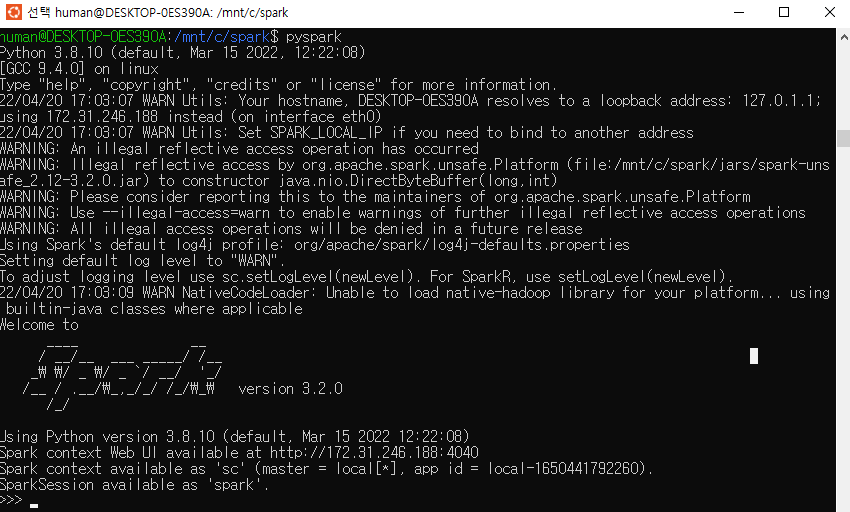 선택 human@DESKTOP-0ES390A: /mnt/c/spark
human@DESKTOP-0ES390A:/mnt/c/spark$ pyspark
Python 3.8.10 (default, Mar 15 2022, 12:22:08)
[GCC 9.4.0] on linux
Type "help", "copyright", "credits" or "license" for more information.
22/04/20 17:03:07 WARN Utils: Your hostname, DESKTOP-0ES390A resolves to a loopback address: 127.0.1.1;
using 172.31.246.188 instead (on interface eth0)
22/04/20 17:03:07 WARN Utils: Set SPARK_LOCAL_IP if you need to bind to another address
WARNING: An illegal reflective access operation has occurred
WARNING: Illegal reflective access by org.apache.spark.unsafe.Platform (file:/mnt/c/spark/jars/spark-uns
afe_2.12-3.2.0.jar) to constructor java.nio.DirectByteBuffer(long,int)
WARNING: Please consider reporting this to the maintainers of org.apache.spark.unsafe.Platform
WARNING: Use --illegal-access=warn to enable warnings of further illegal reflective access operations
WARNING: All illegal access operations will be denied in a future release
Using Spark's default log4j profile: org/apache/spark/log4j-defaults.properties
Setting default log level to "WARN".
To adjust logging level use sc.setLogLevel(newLevel). For SparkR, use setLogLevel(newLevel).
22/04/20 17:03:09 WARN NativeCodeLoader: Unable to load native-hadoop library for your platform... using
builtin-java classes where applicable
Welcome to
      ____              __
     / __/__  ___ _____/ /__
    _₩ ₩/ _ ₩/ _ `/ __/  '_/
   /__ / .__/₩_,_/_/ /_/₩_₩   version 3.2.0
      /_/
Using Python version 3.8.10 (default, Mar 15 2022 12:22:08)
Spark context Web UI available at http://172.31.246.188:4040
Spark context available as 'sc' (master = local[*], app id = local-1650441792260).
SparkSession available as 'spark'.
>>>